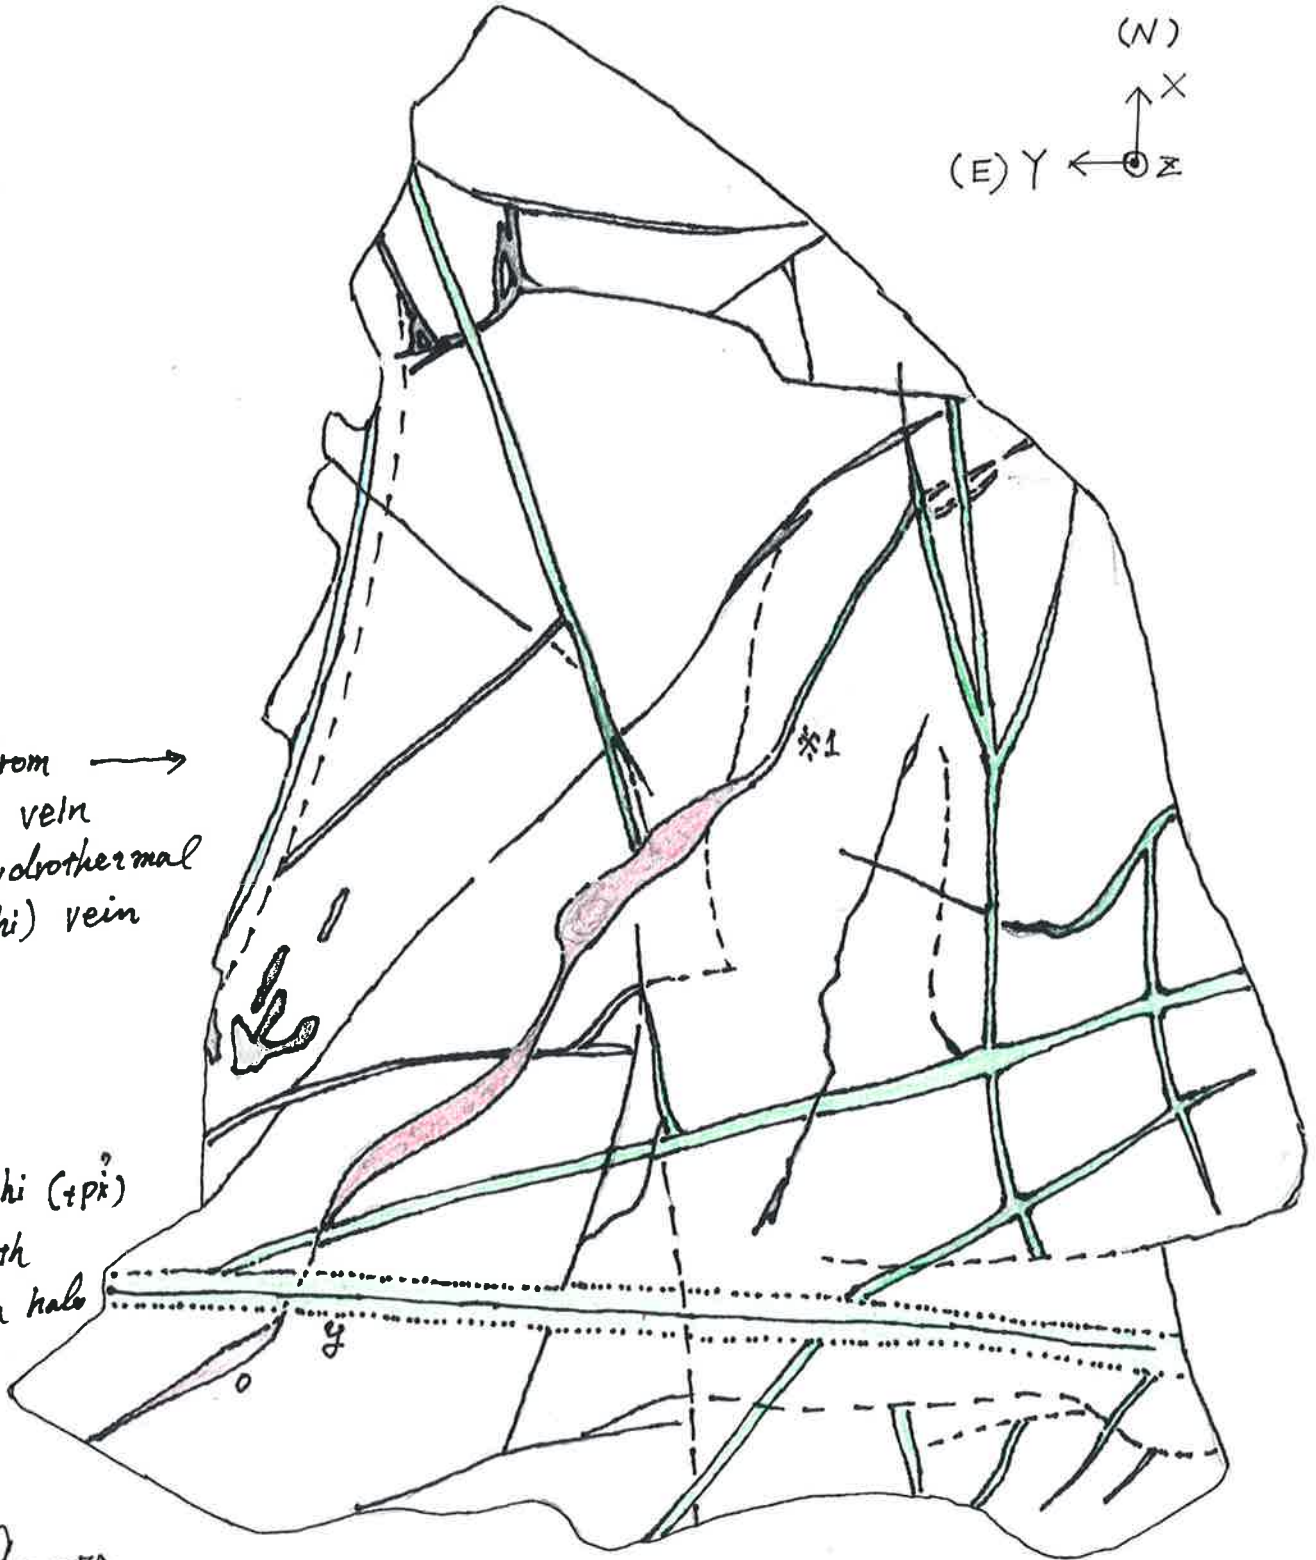 (N)
X
(E) Y
Z
rom →
vein
drothermal
hi) vein
※1
hi (+px?)
th
halo
y
o